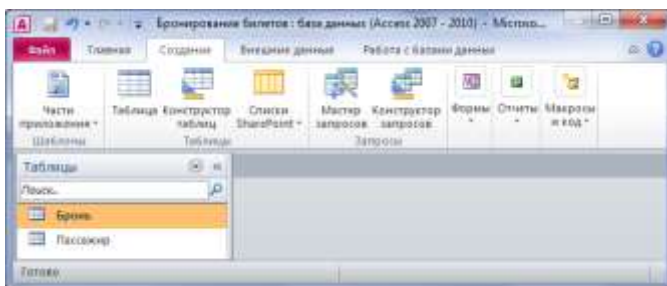 Бронирование билетов : база данных (Access 2007 - 2010) - Microso...
Файл Главная Создание Внешние данные Работа с базами данных
Части приложения
Таблица
Конструктор таблиц
Списки SharePoint
Мастер запросов
Конструктор запросов
Формы
Отчеты
Макросы и код
Шаблоны Таблицы Запросы
Таблицы
Поиск...
Бронь
Пассажир
Готово